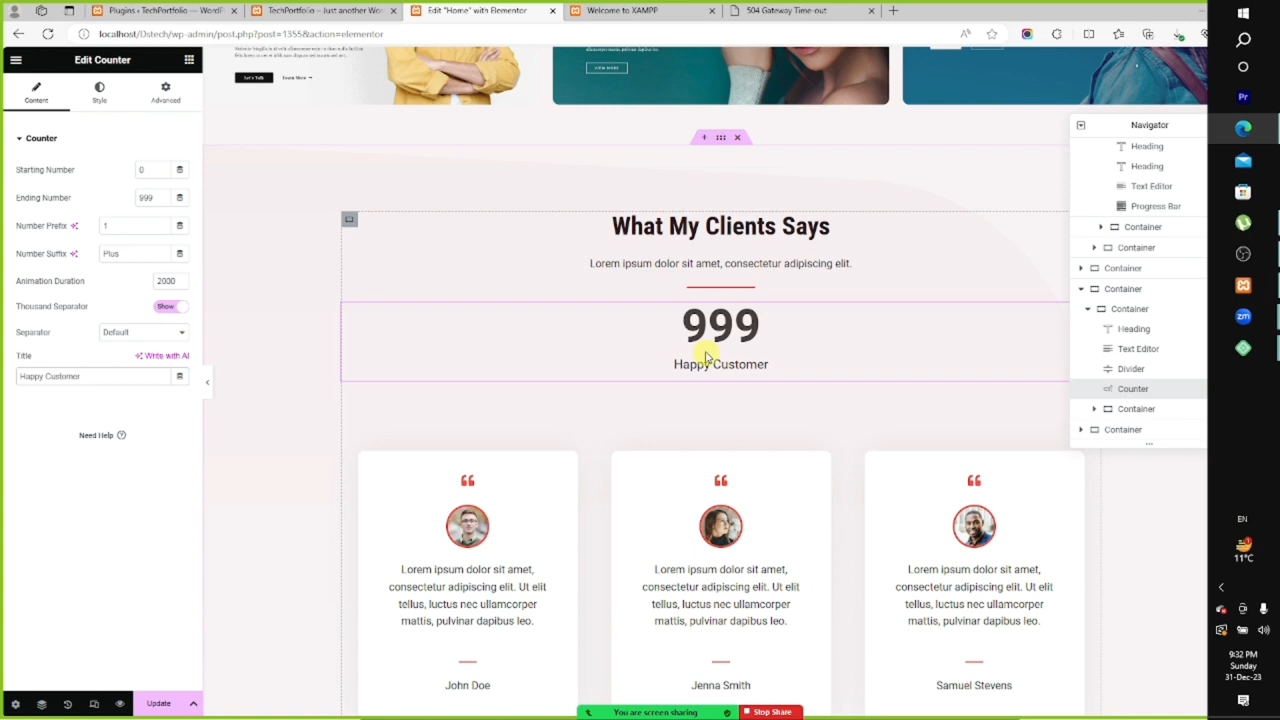 Plugins ‹ TechPortfolio — WordP
TechPortfolio – Just another Wo
Edit "Home" with Elementor
Welcome to XAMPP
504 Gateway Time-out
localhost/Dstech/wp-admin/post.php?post=1355&action=elementor
Edit Counter
Content
Style
Advanced
Counter
Starting Number
0
Ending Number
999
Number Prefix
1
Number Suffix
Plus
Animation Duration
2000
Thousand Separator
Show
Separator
Default
Title
Write with AI
Happy Customer
Need Help
Update
Let's Talk
Learn More →
VIEW MORE
What My Clients Says
Lorem ipsum dolor sit amet, consectetur adipiscing elit.
999
Happy Customer
Lorem ipsum dolor sit amet,
consectetur adipiscing elit. Ut elit
tellus, luctus nec ullamcorper
mattis, pulvinar dapibus leo.
John Doe
Lorem ipsum dolor sit amet,
consectetur adipiscing elit. Ut elit
tellus, luctus nec ullamcorper
mattis, pulvinar dapibus leo.
Jenna Smith
Lorem ipsum dolor sit amet,
consectetur adipiscing elit. Ut elit
tellus, luctus nec ullamcorper
mattis, pulvinar dapibus leo.
Samuel Stevens
Navigator
Heading
Heading
Text Editor
Progress Bar
Container
Container
Container
Container
Container
Heading
Text Editor
Divider
Counter
Container
Container
You are screen sharing
Stop Share
Pr
zm
EN
11°C
9:32 PM
Sunday
31-Dec-23